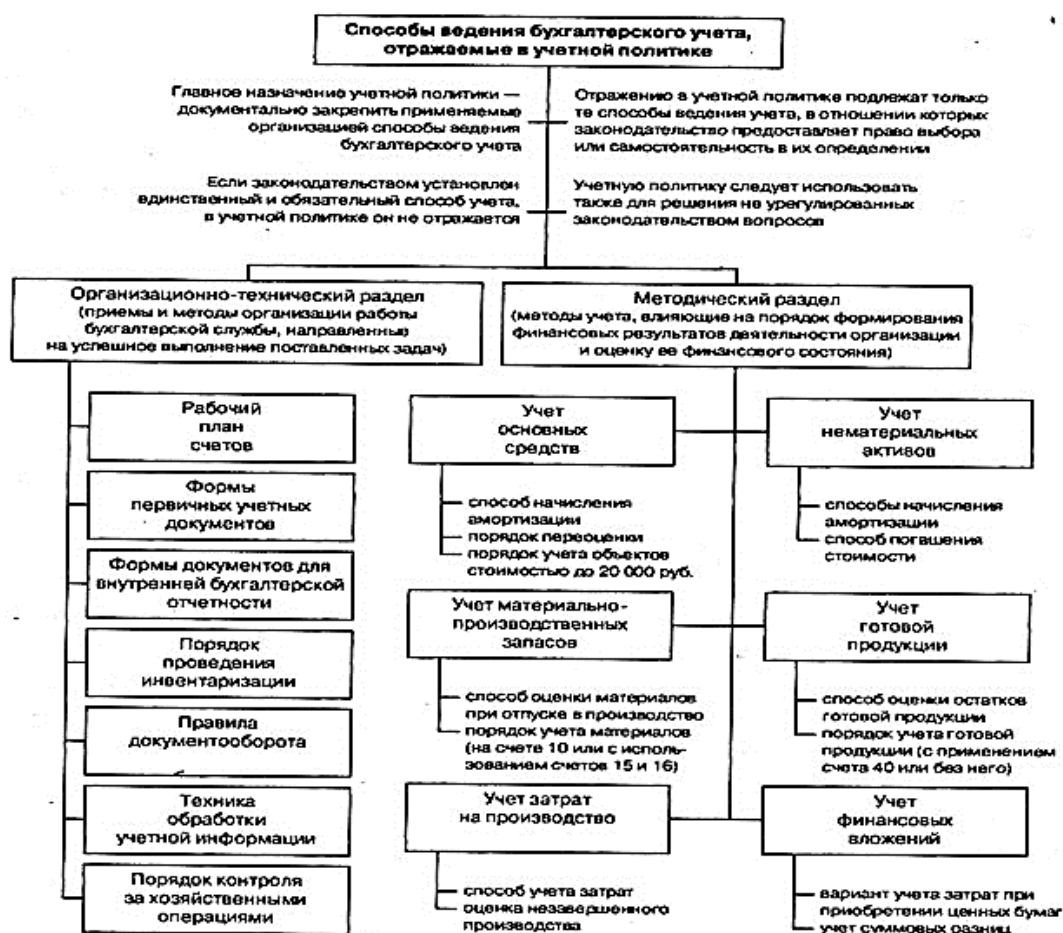 Способы ведения бухгалтерского учета,
отражаемые в учетной политике
Главное назначение учетной политики —
документально закрепить применяемые
организацией способы ведения
бухгалтерского учета
Отражению в учетной политике подлежат только
те способы ведения учета, в отношении которых
законодательство предоставляет право выбора
или самостоятельность в их определении
Если законодательством установлен
единственный и обязательный способ учета,
в учетной политике он не отражается
Учетную политику следует использовать
также для решения не урегулированных
законодательством вопросов
Организационно-технический раздел
(приемы и методы организации работы
бухгалтерской службы, направленные
на успешное выполнение поставленных задач)
Методический раздел
(методы учета, влияющие на порядок формирования
финансовых результатов деятельности организации
и оценку ее финансового состояния)
Рабочий
план
счетов
Формы
первичных учетных
документов
Формы документов для
внутренней бухгалтерской
отчетности
Порядок
проведения
инвентаризации
Правила
документооборота
Техника
обработки
учетной информации
Порядок контроля
за хозяйственными
операциями
Учет
основных
средств
способ начисления
амортизации
порядок переоценки
порядок учета объектов
стоимостью до 20 000 руб.
Учет
нематериальных
активов
способы начисления
амортизации
способ погашения
стоимости
Учет материально-
производственных
запасов
способ оценки материалов
при отпуске в производство
порядок учета материалов
(на счете 10 или с исполь-
зованием счетов 15 и 16)
Учет
готовой
продукции
способ оценки остатков
готовой продукции
порядок учета готовой
продукции (с применением
счета 40 или без него)
Учет затрат
на производство
способ учета затрат
оценка незавершенного
производства
Учет
финансовых
вложений
вариант учета затрат при
приобретении ценных бумаг
учет суммовых разниц